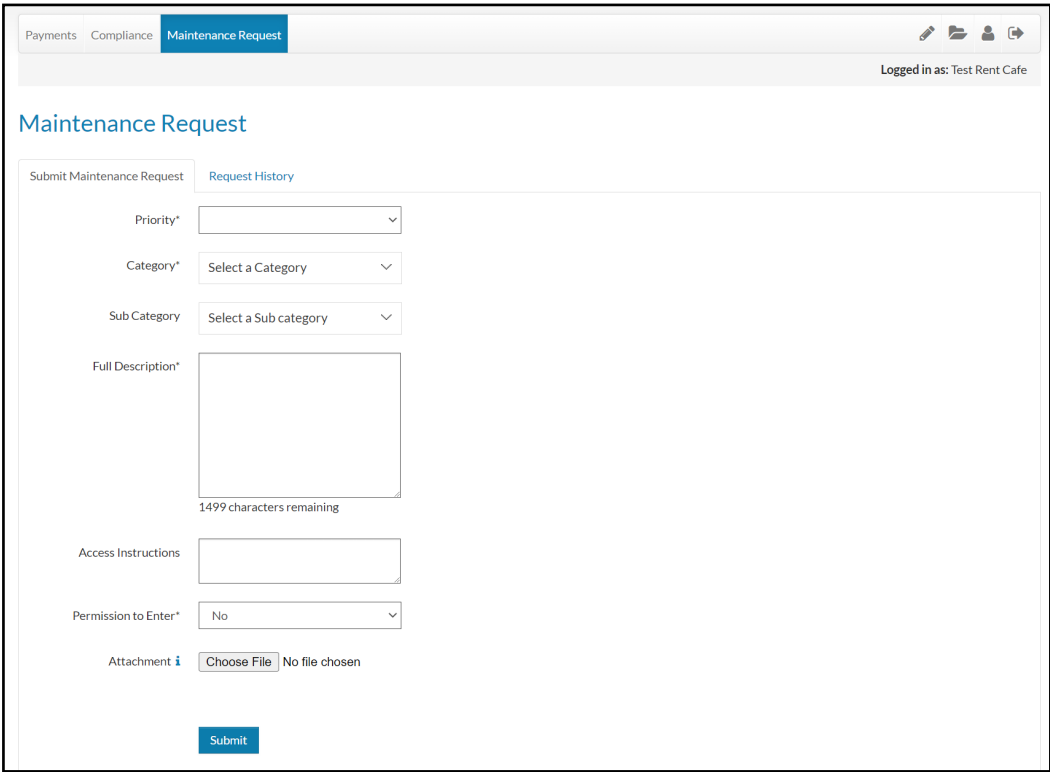 Payments Compliance Maintenance Request
Logged in as: Test Rent Cafe
Maintenance Request
Submit Maintenance Request Request History
Priority*
Category* Select a Category
Sub Category Select a Sub category
Full Description*
1499 characters remaining
Access Instructions
Permission to Enter* No
Attachment i Choose File No file chosen
Submit